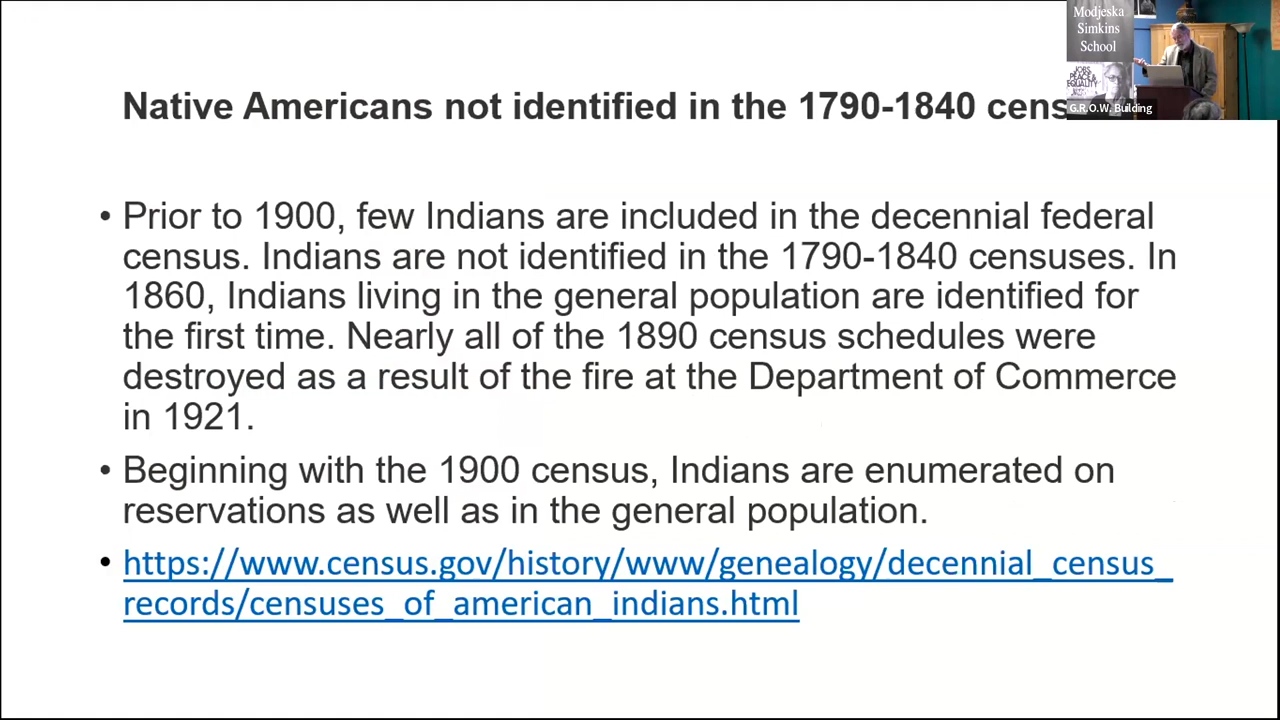 Modjeska
Simkins
School
JOBS,
PEACE &
EQUALITY
G.R.O.W. Building
Native Americans not identified in the 1790-1840 cens
• Prior to 1900, few Indians are included in the decennial federal
census. Indians are not identified in the 1790-1840 censuses. In
1860, Indians living in the general population are identified for
the first time. Nearly all of the 1890 census schedules were
destroyed as a result of the fire at the Department of Commerce
in 1921.
• Beginning with the 1900 census, Indians are enumerated on
reservations as well as in the general population.
• https://www.census.gov/history/www/genealogy/decennial_census_
records/censuses_of_american_indians.html